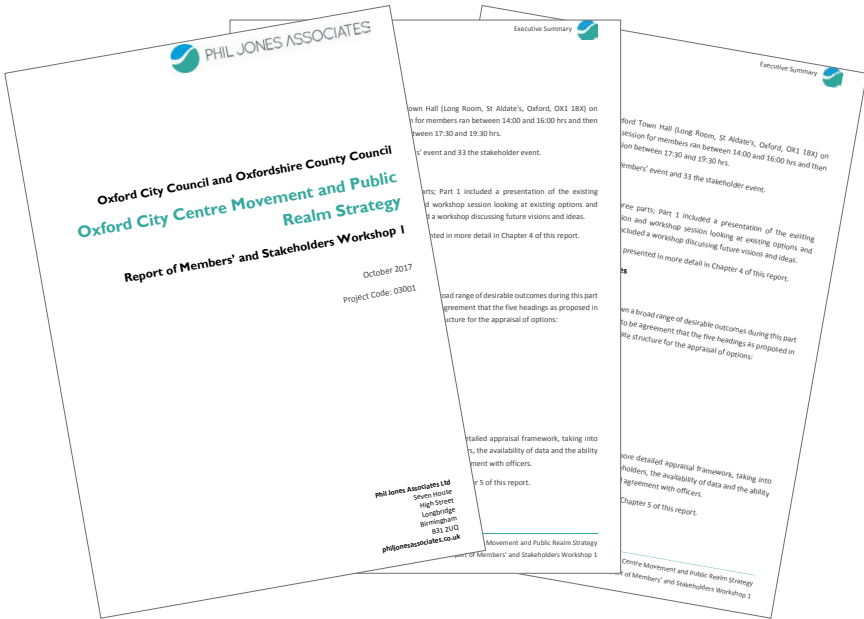 PHIL JONES ASSOCIATES
Oxford City Council and Oxfordshire County Council
Oxford City Centre Movement and Public
Realm Strategy
Report of Members' and Stakeholders Workshop 1
October 2017
Project Code: 03001
Phil Jones Associates Ltd
Seven House
High Street
Longbridge
Birmingham
B31 2UQ
philjonesassociates.co.uk
Executive Summary
own Hall (Long Room, St Aldate's, Oxford, OX1 1BX) on
n for members ran between 14:00 and 16:00 hrs and then
tween 17:30 and 19:30 hrs.
s' event and 33 the stakeholder event.
arts; Part 1 included a presentation of the existing
d workshop session looking at existing options and
d a workshop discussing future visions and ideas.
nted in more detail in Chapter 4 of this report.
oad range of desirable outcomes during this part
greement that the five headings as proposed in
ucture for the appraisal of options:
etailed appraisal framework, taking into
rs, the availability of data and the ability
ment with officers.
r 5 of this report.
Movement and Public Realm Strategy
port of Members' and Stakeholders Workshop 1
Executive Summary
xford Town Hall (Long Room, St Aldate's, Oxford, OX1 1BX) on
session for members ran between 14:00 and 16:00 hrs and then
ion between 17:30 and 19:30 hrs.
embers' event and 33 the stakeholder event.
ree parts; Part 1 included a presentation of the existing
ion and workshop session looking at existing options and
ncluded a workshop discussing future visions and ideas.
presented in more detail in Chapter 4 of this report.
es
wn a broad range of desirable outcomes during this part
to be agreement that the five headings as proposed in
ate structure for the appraisal of options:
ore detailed appraisal framework, taking into
holders, the availability of data and the ability
agreement with officers.
Chapter 5 of this report.
Centre Movement and Public Realm Strategy
rt of Members' and Stakeholders Workshop 1